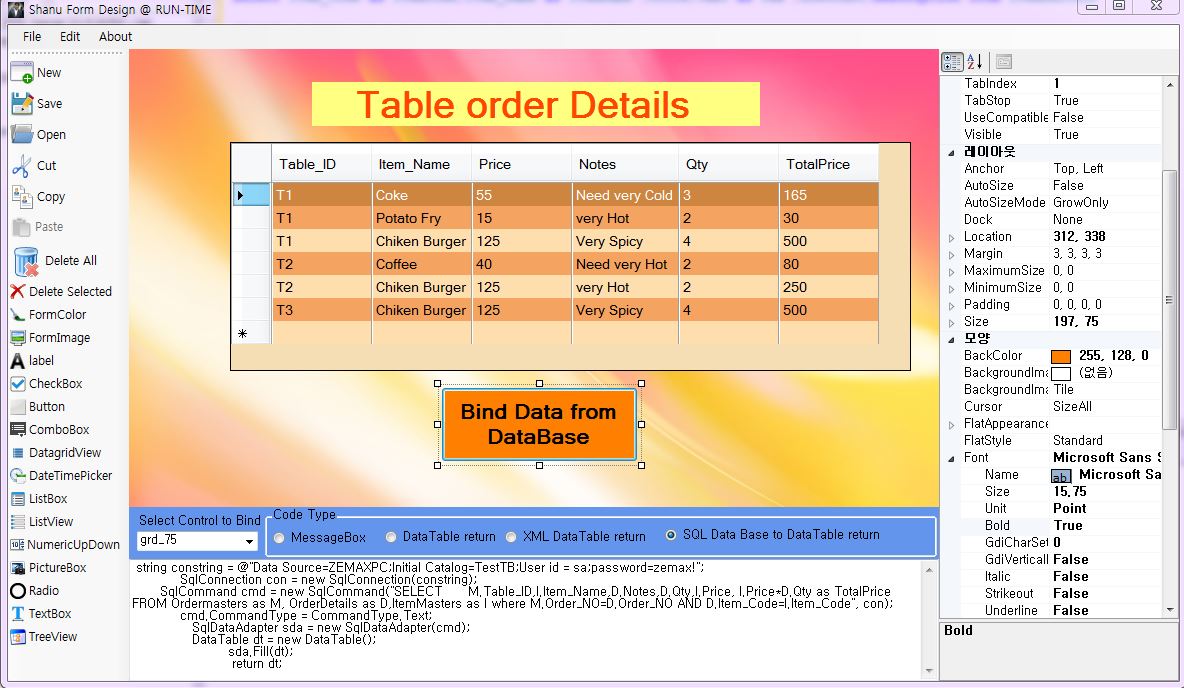 Shanu Form Design @ RUN-TIME
File Edit About
New
Save
Open
Cut
Copy
Paste
Delete All
Delete Selected
FormColor
FormImage
label
CheckBox
Button
ComboBox
DatagridView
DateTimePicker
ListBox
ListView
NumericUpDown
PictureBox
Radio
TextBox
TreeView
Table order Details
Table_ID Item_Name Price Notes Qty TotalPrice
T1 Coke 55 Need very Cold 3 165
T1 Potato Fry 15 very Hot 2 30
T1 Chiken Burger 125 Very Spicy 4 500
T2 Coffee 40 Need very Hot 2 80
T2 Chiken Burger 125 very Hot 2 250
T3 Chiken Burger 125 Very Spicy 4 500
Bind Data from
DataBase
Select Control to Bind
grd_75
Code Type
MessageBox DataTable return XML DataTable return SQL Data Base to DataTable return
string constring = @"Data Source=ZEMAXPC;Initial Catalog=TestTB;User id = sa;password=zemax!";
SqlConnection con = new SqlConnection(constring);
SqlCommand cmd = new SqlCommand("SELECT M.Table_ID,I.Item_Name,D.Notes,D.Qty,I.Price, I.Price*D.Qty as TotalPrice
FROM Ordermasters as M, OrderDetails as D,ItemMasters as I where M.Order_NO=D.Order_NO AND D.Item_Code=I.Item_Code", con);
cmd.CommandType = CommandType.Text;
SqlDataAdapter sda = new SqlDataAdapter(cmd);
DataTable dt = new DataTable();
sda.Fill(dt);
return dt;
TabIndex 1
TabStop True
UseCompatible False
Visible True
레이아웃
Anchor Top, Left
AutoSize False
AutoSizeMode GrowOnly
Dock None
Location 312, 338
Margin 3, 3, 3, 3
MaximumSize 0, 0
MinimumSize 0, 0
Padding 0, 0, 0, 0
Size 197, 75
모양
BackColor 255, 128, 0
BackgroundIma (없음)
BackgroundIma Tile
Cursor SizeAll
FlatAppearance
FlatStyle Standard
Font Microsoft Sans S
Name ab Microsoft Sa
Size 15,75
Unit Point
Bold True
GdiCharSet 0
GdiVerticall False
Italic False
Strikeout False
Underline False
Bold